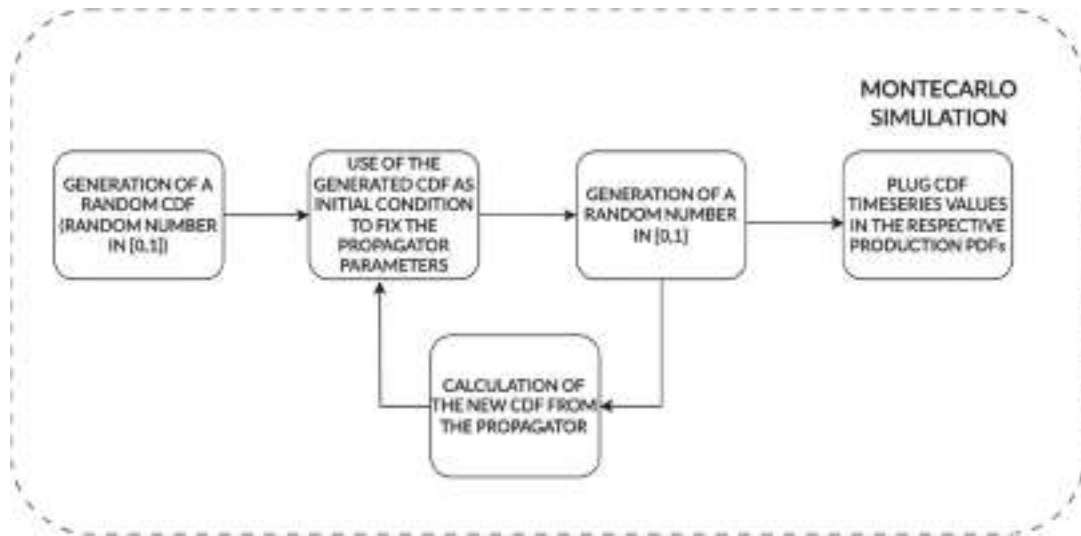 MONTECARLO
SIMULATION
GENERATION OF A
RANDOM CDF
(RANDOM NUMBER
IN [0,1])
USE OF THE
GENERATED CDF AS
INITIAL CONDITION
TO FIX THE
PROPAGATOR
PARAMETERS
GENERATION OF A
RANDOM NUMBER
IN [0,1]
PLUG CDF
TIMESERIES VALUES
IN THE RESPECTIVE
PRODUCTION PDFs
CALCULATION OF
THE NEW CDF FROM
THE PROPAGATOR